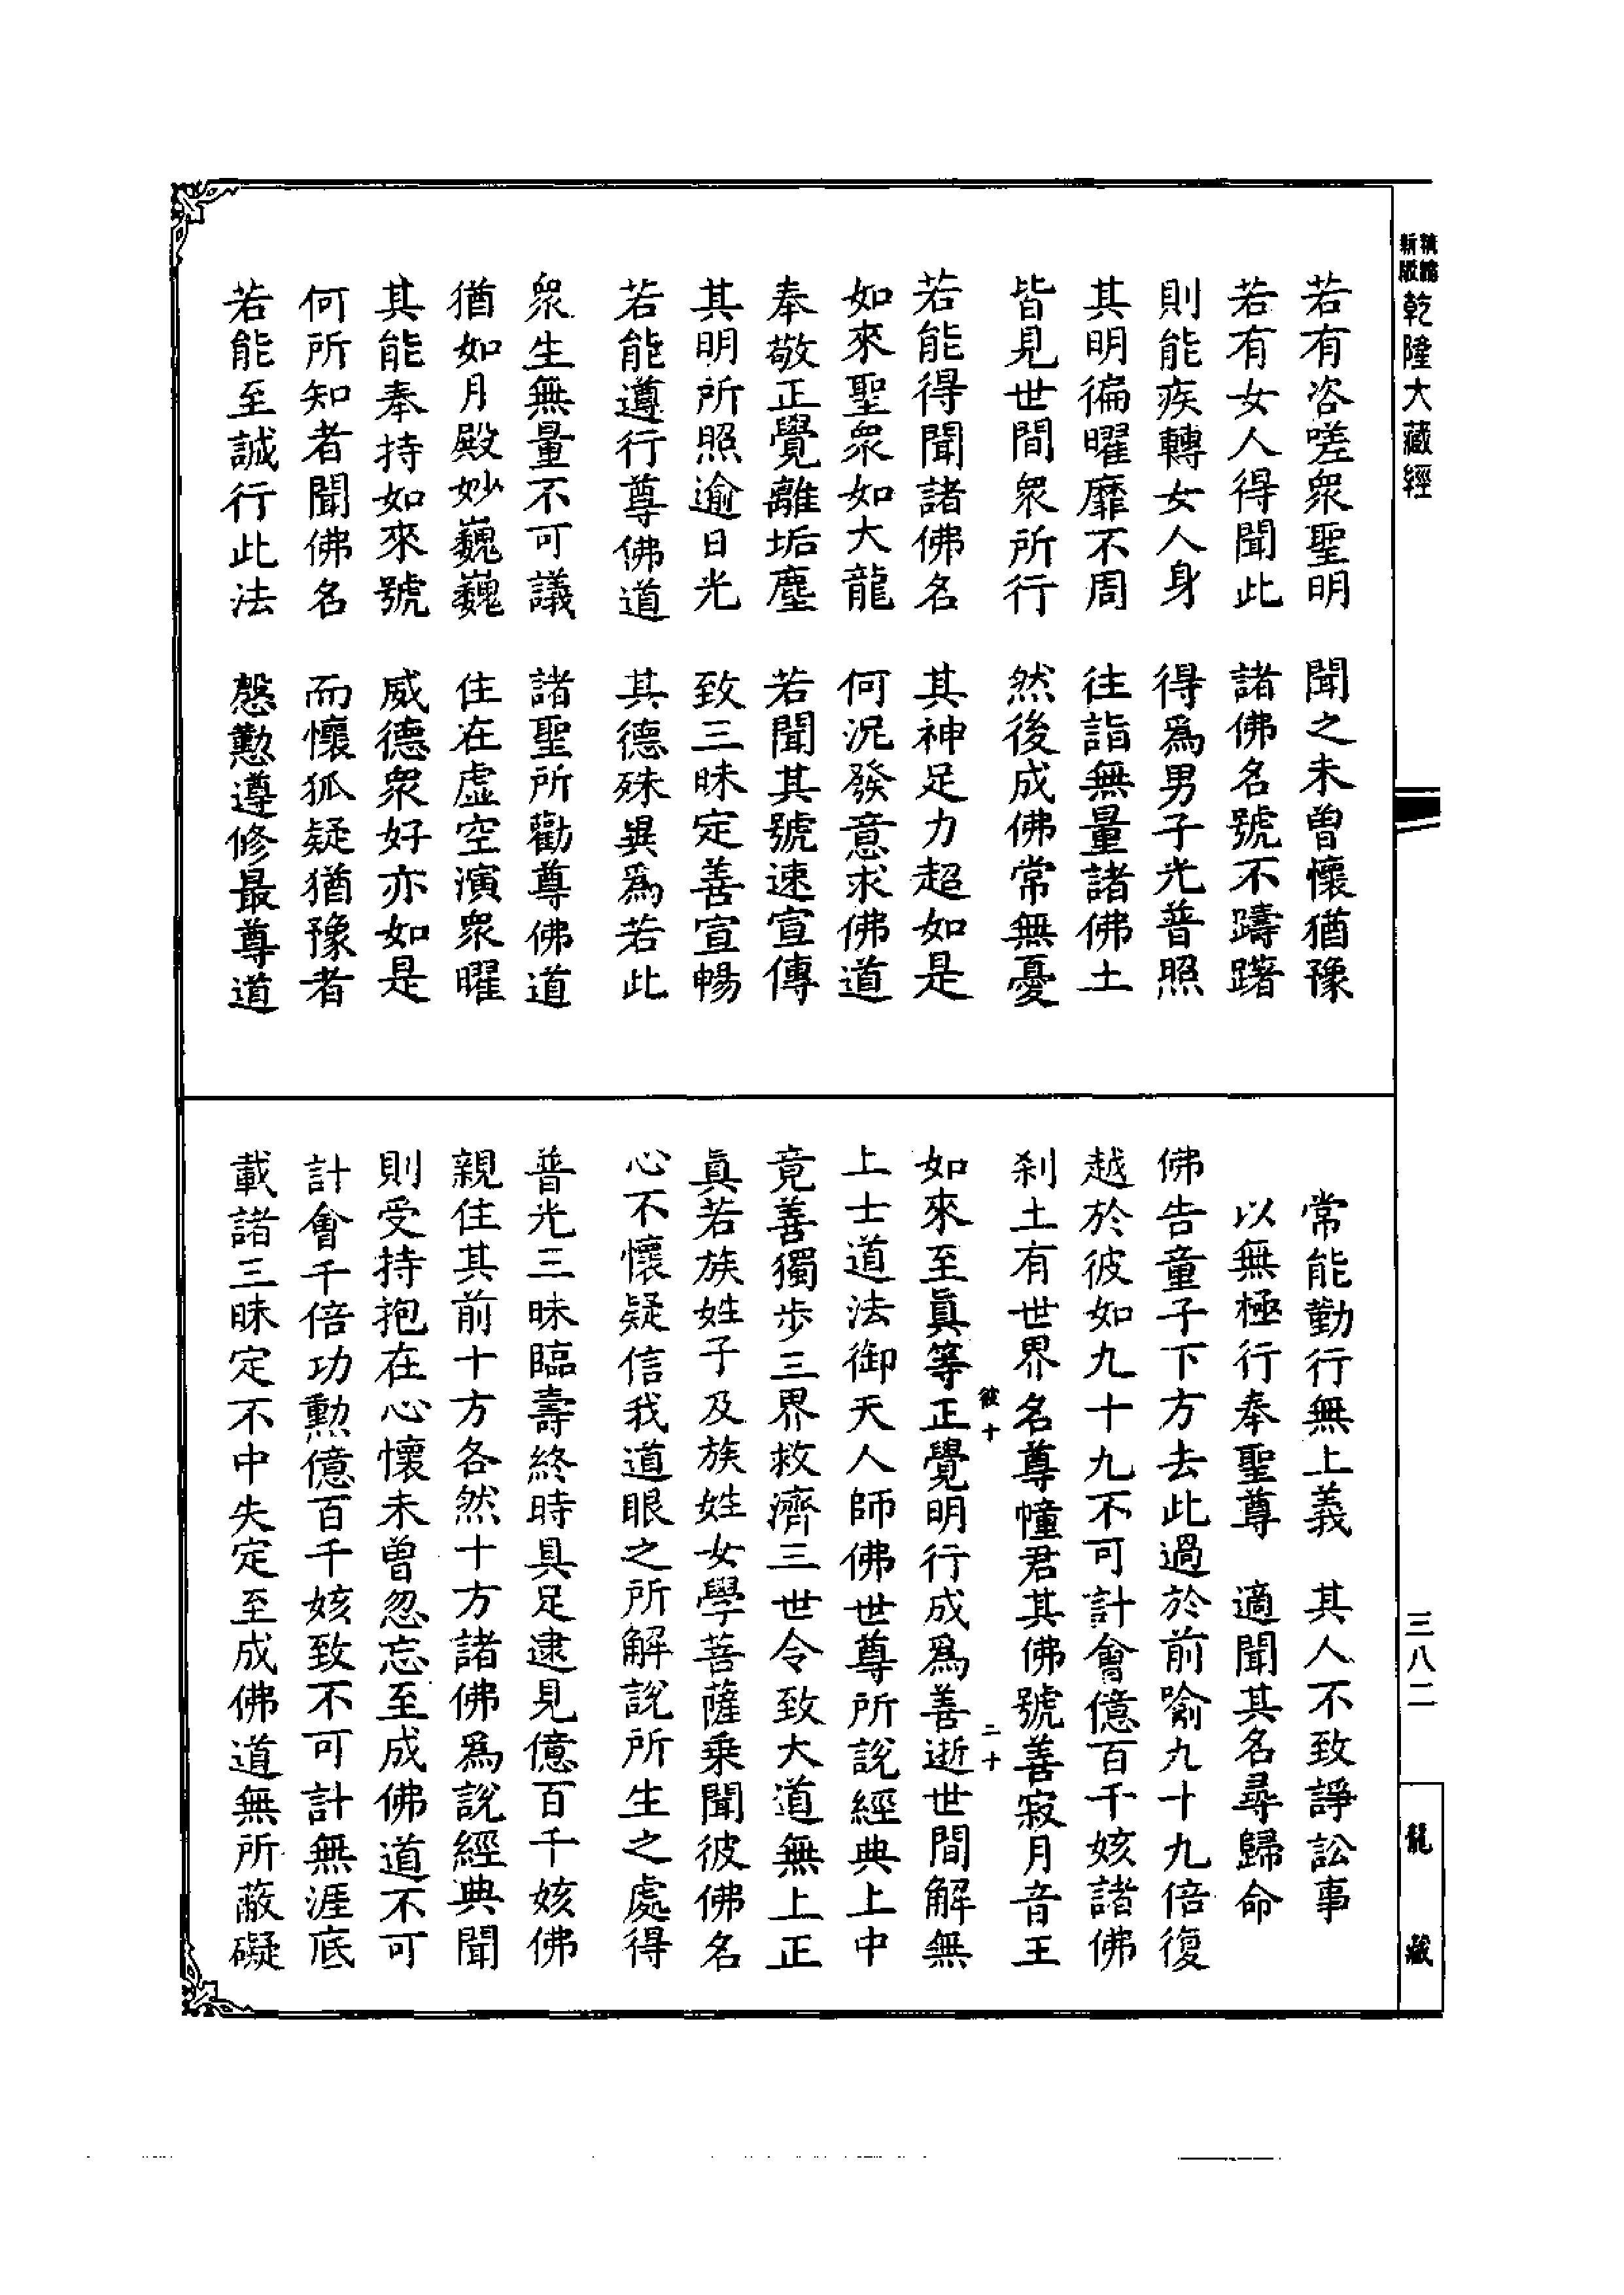 精縮新版乾隆大藏經
若有咨嗟衆聖明　聞之未曾懷猶豫
若有女人得聞此　諸佛名號不躊躇
則能疾轉女人身　得爲男子光普照
其明徧曜靡不周　往詣無量諸佛土
皆見世間衆所行　然後成佛常無憂
若能得聞諸佛名　其神足力超如是
如來聖衆如大龍　何況發意求佛道
奉敬正覺離垢塵　若聞其號速宣傳
其明所照逾日光　致三昧定善宣暢
若能遵行尊佛道　其德殊異爲若此
衆生無量不可議　諸聖所勸尊佛道
猶如月殿妙巍巍　住在虛空演衆曜
其能奉持如來號　威德衆好亦如是
何所知者聞佛名　而懷狐疑猶豫者
若能至誠行此法　慇懃遵修最尊道
常能勤行無上義　其人不致諍訟事
以無極行奉聖尊　適聞其名尋歸命
佛告童子下方去此過於前喻九十九倍復
越於彼如九十九不可計會億百千姟諸佛
刹土有世界名尊幢君其佛號善寂月音王
彼十　二十
如來至眞等正覺明行成爲善逝世間解無
上士道法御天人師佛世尊所說經典上中
竟善獨步三界救濟三世令致大道無上正
眞若族姓子及族姓女學菩薩乘聞彼佛名
心不懷疑信我道眼之所解說所生之處得
普光三昧臨壽終時具足逮見億百千姟佛
親住其前十方各然十方諸佛爲說經典聞
則受持抱在心懷未曾忽忘至成佛道不可
計會千倍功勲億百千姟致不可計無涯底
載諸三昧定不中失定至成佛道無所蔽礙
三八二
龍藏